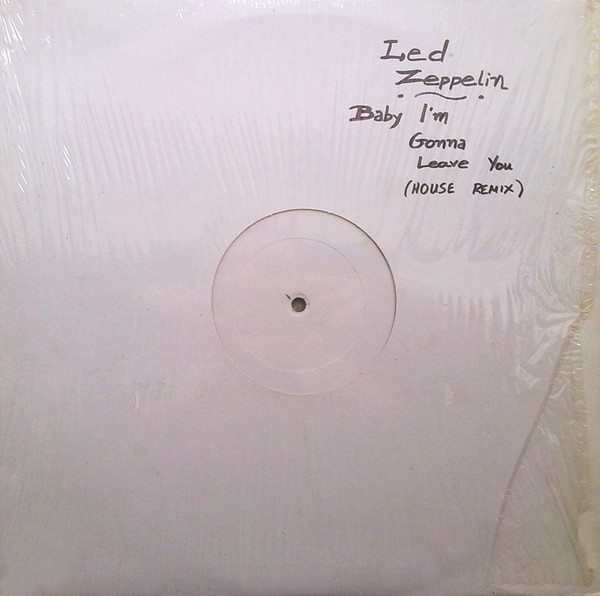 Led
Zeppelin
Baby I'm
Gonna
Leave You
(HOUSE REMIX)